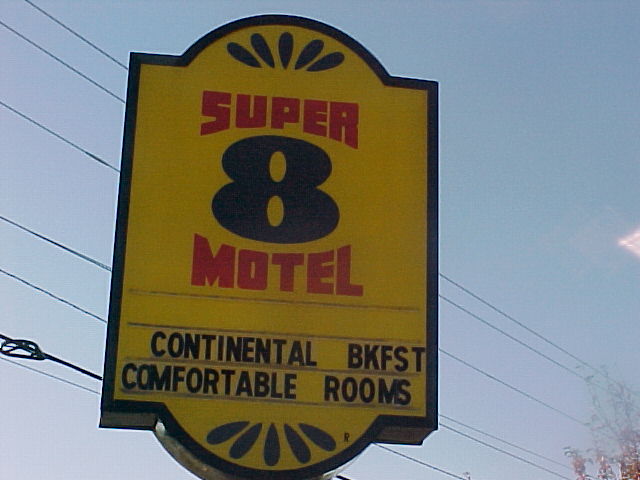 SUPER
8
MOTEL
CONTINENTAL BKFST
COMFORTABLE ROOMS
R